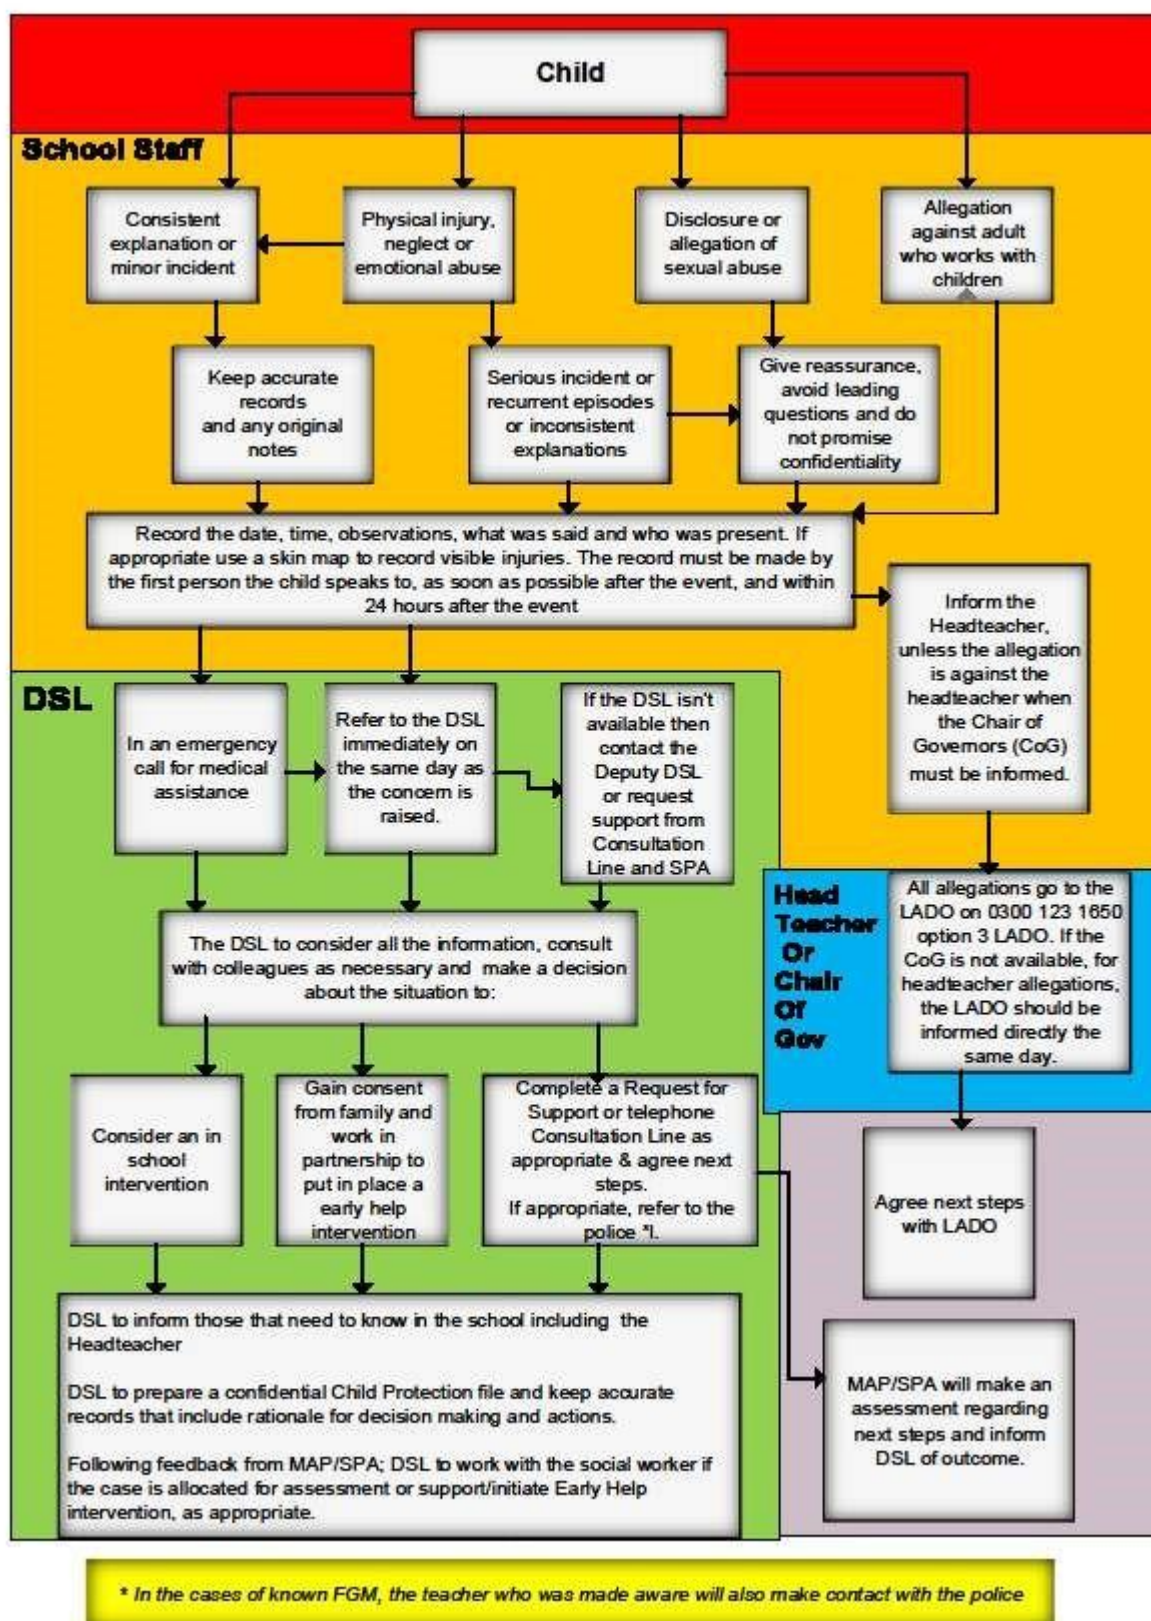 Child
School Staff
Consistent
explanation or
minor incident
Physical injury,
neglect or
emotional abuse
Disclosure or
allegation of
sexual abuse
Allegation
against adult
who works with
children
Keep accurate
records
and any original
notes
Serious incident or
recurrent episodes
or inconsistent
explanations
Give reassurance,
avoid leading
questions and do
not promise
confidentiality
Record the date, time, observations, what was said and who was present. If
appropriate use a skin map to record visible injuries. The record must be made by
the first person the child speaks to, as soon as possible after the event, and within
24 hours after the event
Inform the
Headteacher,
unless the allegation
is against the
headteacher when
the Chair of
Governors (CoG)
must be informed.
DSL
In an emergency
call for medical
assistance
Refer to the DSL
immediately on
the same day as
the concern is
raised.
If the DSL isn't
available then
contact the
Deputy DSL
or request
support from
Consultation
Line and SPA
Head
Teacher
Or
Chair
Of
Gov
All allegations go to the
LADO on 0300 123 1650
option 3 LADO. If the
CoG is not available, for
headteacher allegations,
the LADO should be
informed directly the
same day.
The DSL to consider all the information, consult
with colleagues as necessary and make a decision
about the situation to:
Consider an in
school
intervention
Gain consent
from family and
work in
partnership to
put in place a
early help
intervention
Complete a Request for
Support or telephone
Consultation Line as
appropriate & agree next
steps.
If appropriate, refer to the
police *l.
Agree next steps
with LADO
DSL to inform those that need to know in the school including the
Headteacher
DSL to prepare a confidential Child Protection file and keep accurate
records that include rationale for decision making and actions.
Following feedback from MAP/SPA; DSL to work with the social worker if
the case is allocated for assessment or support/initiate Early Help
intervention, as appropriate.
MAP/SPA will make an
assessment regarding
next steps and inform
DSL of outcome.
* In the cases of known FGM, the teacher who was made aware will also make contact with the police